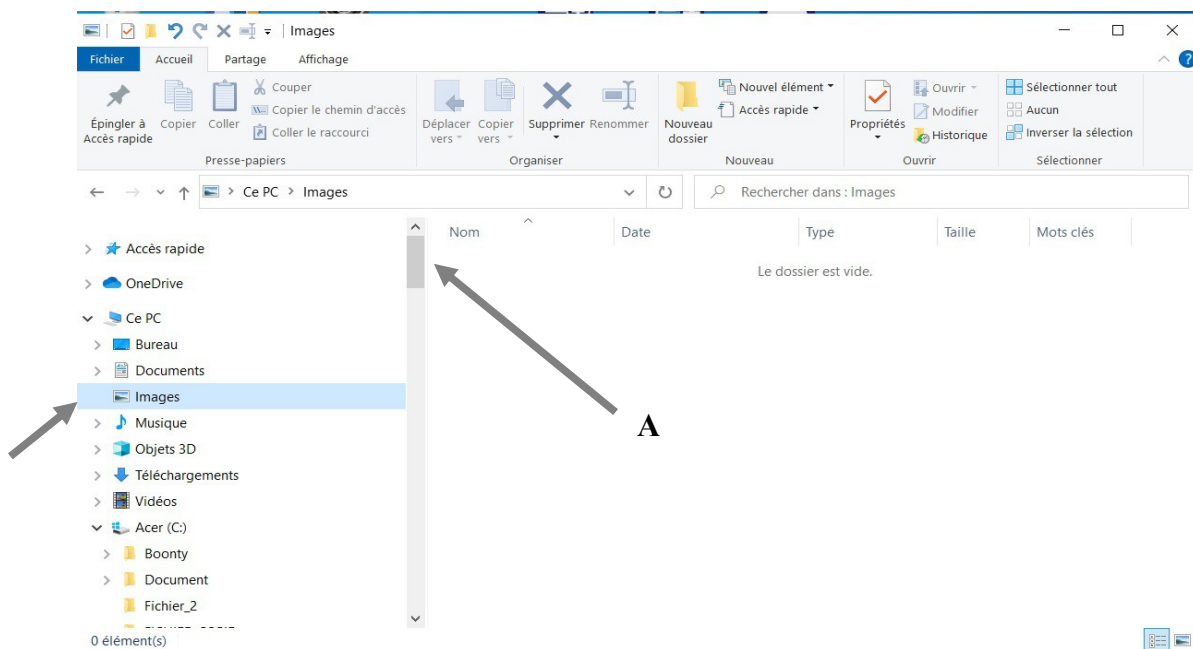 Images
Fichier Accueil Partage Affichage
Épingler à Accès rapide
Copier
Coller
Couper
Copier le chemin d'accès
Coller le raccourci
Presse-papiers
Déplacer vers
Copier vers
Supprimer
Renommer
Organiser
Nouveau dossier
Nouvel élément
Accès rapide
Nouveau
Propriétés
Ouvrir
Modifier
Historique
Ouvrir
Sélectionner tout
Aucun
Inverser la sélection
Sélectionner
Ce PC > Images
Rechercher dans : Images
Nom Date Type Taille Mots clés
Le dossier est vide.
Accès rapide
OneDrive
Ce PC
Bureau
Documents
Images
Musique
Objets 3D
Téléchargements
Vidéos
Acer (C:)
Boonty
Document
Fichier_2
A
0 élément(s)